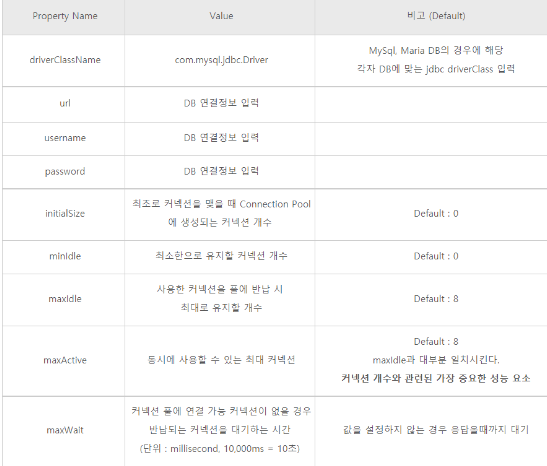 Property Name Value 비고 (Default)
driverClassName com.mysql.jdbc.Driver MySql, Maria DB의 경우에 해당
각자 DB에 맞는 jdbc driverClass 입력
url DB 연결정보 입력
username DB 연결정보 입력
password DB 연결정보 입력
initialSize 최초로 커넥션을 맺을 때 Connection Pool
에 생성되는 커넥션 개수 Default : 0
minIdle 최소한으로 유지할 커넥션 개수 Default : 0
maxIdle 사용한 커넥션을 풀에 반납 시
최대로 유지할 개수 Default : 8
maxActive 동시에 사용할 수 있는 최대 커넥션 Default : 8
maxIdle과 대부분 일치시킨다.
커넥션 개수와 관련된 가장 중요한 성능 요소
maxWait 커넥션 풀에 연결 가능 커넥션이 없을 경우
반납되는 커넥션을 대기하는 시간
(단위 : millisecond, 10,000ms = 10초) 값을 설정하지 않는 경우 응답올때까지 대기